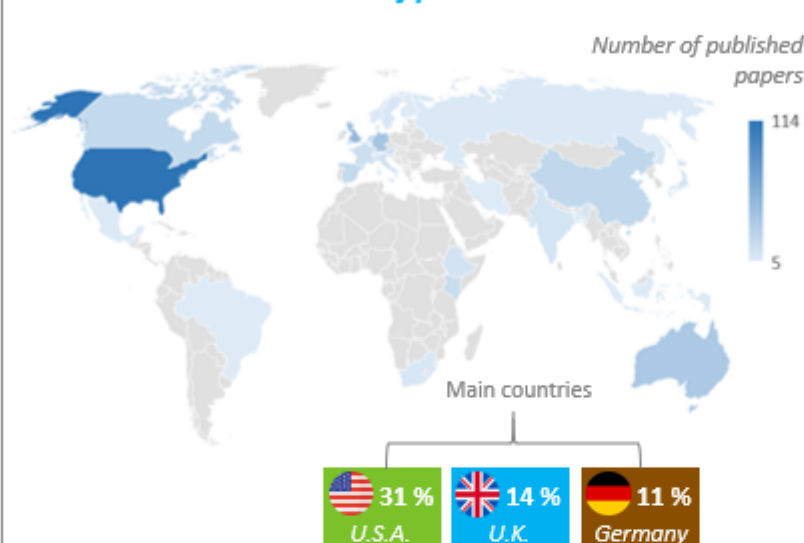 Number of published
papers
114
5
Main countries
31 %
U.S.A.
14 %
U.K.
11 %
Germany